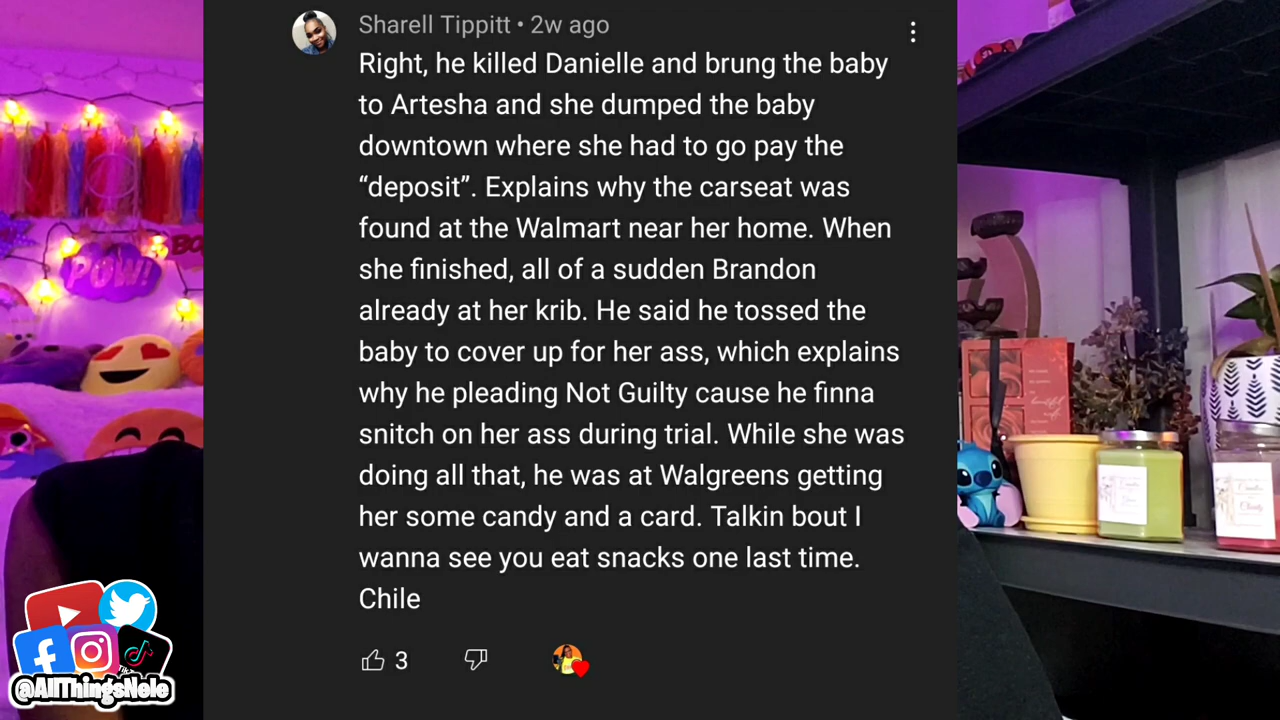 Sharell Tippitt • 2w ago
Right, he killed Danielle and brung the baby
to Artesha and she dumped the baby
downtown where she had to go pay the
“deposit”. Explains why the carseat was
found at the Walmart near her home. When
she finished, all of a sudden Brandon
already at her krib. He said he tossed the
baby to cover up for her ass, which explains
why he pleading Not Guilty cause he finna
snitch on her ass during trial. While she was
doing all that, he was at Walgreens getting
her some candy and a card. Talkin bout I
wanna see you eat snacks one last time.
Chile
3
POW!
@AllThingsNole